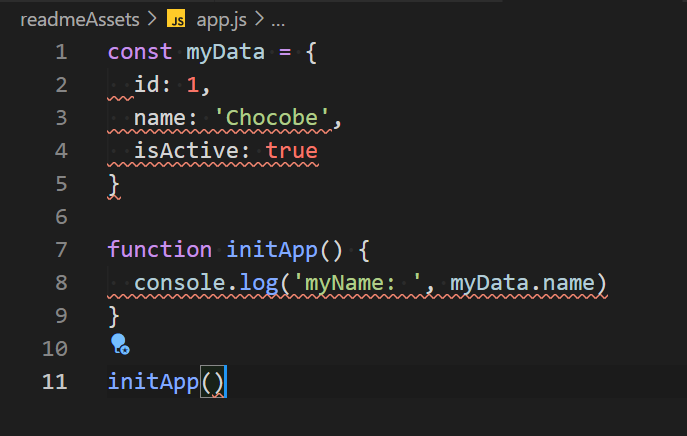 readmeAssets > JS app.js > ...
1 const myData = {
2   id: 1,
3   name: 'Chocobe',
4   isActive: true
5 }
6
7 function initApp() {
8   console.log('myName: ', myData.name)
9 }
10
11 initApp()